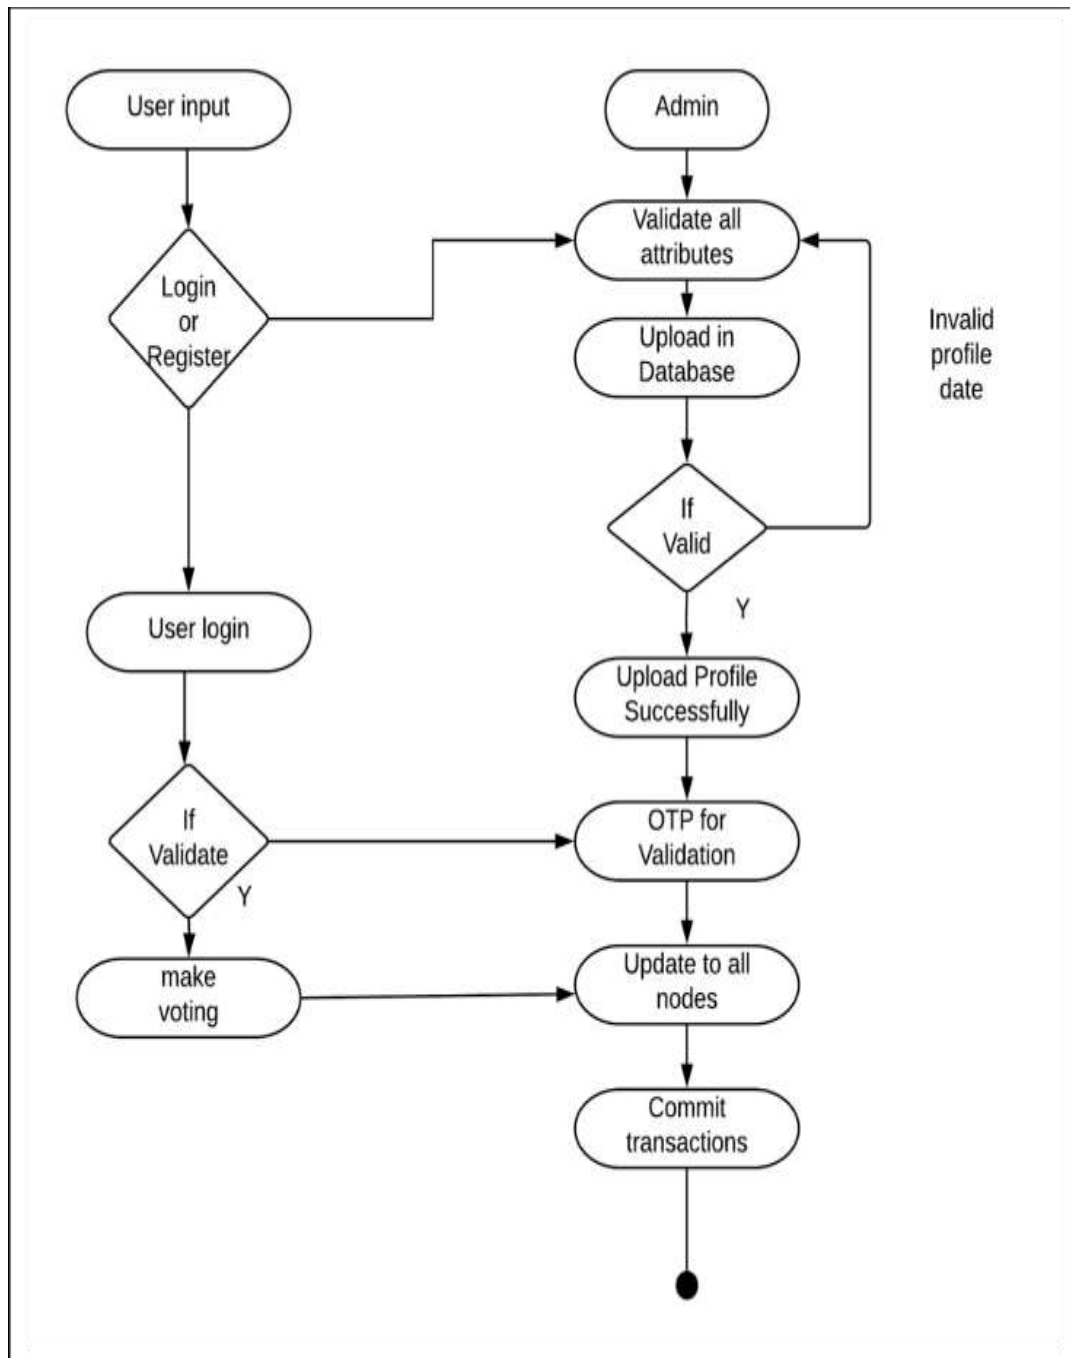 User input
Admin
Validate all
attributes
Login
or
Register
Upload in
Database
Invalid
profile
date
If
Valid
Y
User login
Upload Profile
Successfully
If
Validate
Y
OTP for
Validation
make
voting
Update to all
nodes
Commit
transactions